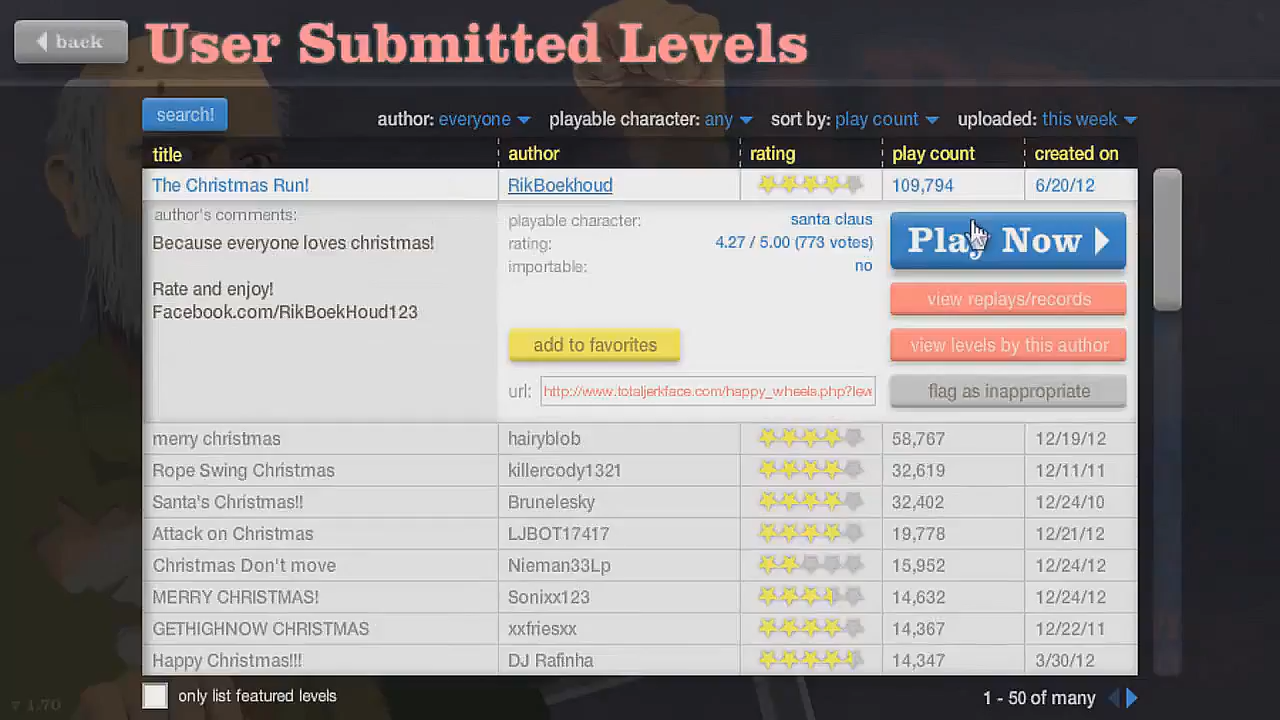 back
User Submitted Levels
search!
author: everyone playable character: any sort by: play count uploaded: this week
title author rating play count created on
The Christmas Run! RikBoekhoud 109,794 6/20/12
author's comments:
Because everyone loves christmas!
Rate and enjoy!
Facebook.com/RikBoekHoud123
playable character: santa claus
rating: 4.27 / 5.00 (773 votes)
importable: no
add to favorites
url: http://www.totaljerkface.com/happy_wheels.php?lev
Play Now
view replays/records
view levels by this author
flag as inappropriate
merry christmas hairyblob 58,767 12/19/12
Rope Swing Christmas killercody1321 32,619 12/11/11
Santa's Christmas!! Brunelesky 32,402 12/24/10
Attack on Christmas LJBOT17417 19,778 12/21/12
Christmas Don't move Nieman33Lp 15,952 12/24/12
MERRY CHRISTMAS! Sonixx123 14,632 12/24/12
GETHIGHNOW CHRISTMAS xxfriesxx 14,367 12/22/11
Happy Christmas!!! DJ Rafinha 14,347 3/30/12
only list featured levels
1 - 50 of many
v 1.70